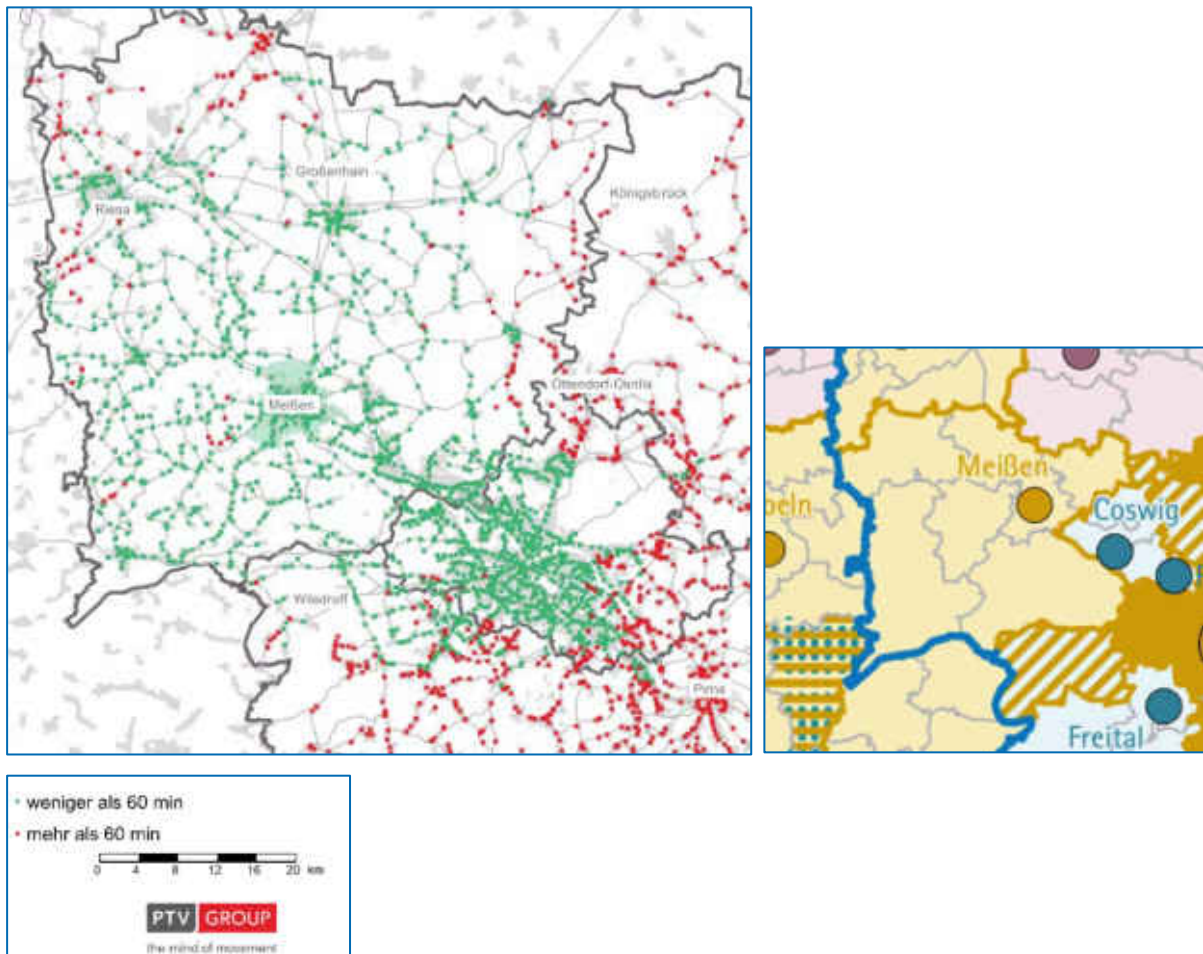 Großenhain
Königsbrück
Riesa
Ottendorf-Okrilla
Meißen
Wilsdruff
Pirna
Meißen
beln
Coswig
Freital
weniger als 60 min
mehr als 60 min
0 4 8 12 16 20 km
PTV GROUP
the mind of movement